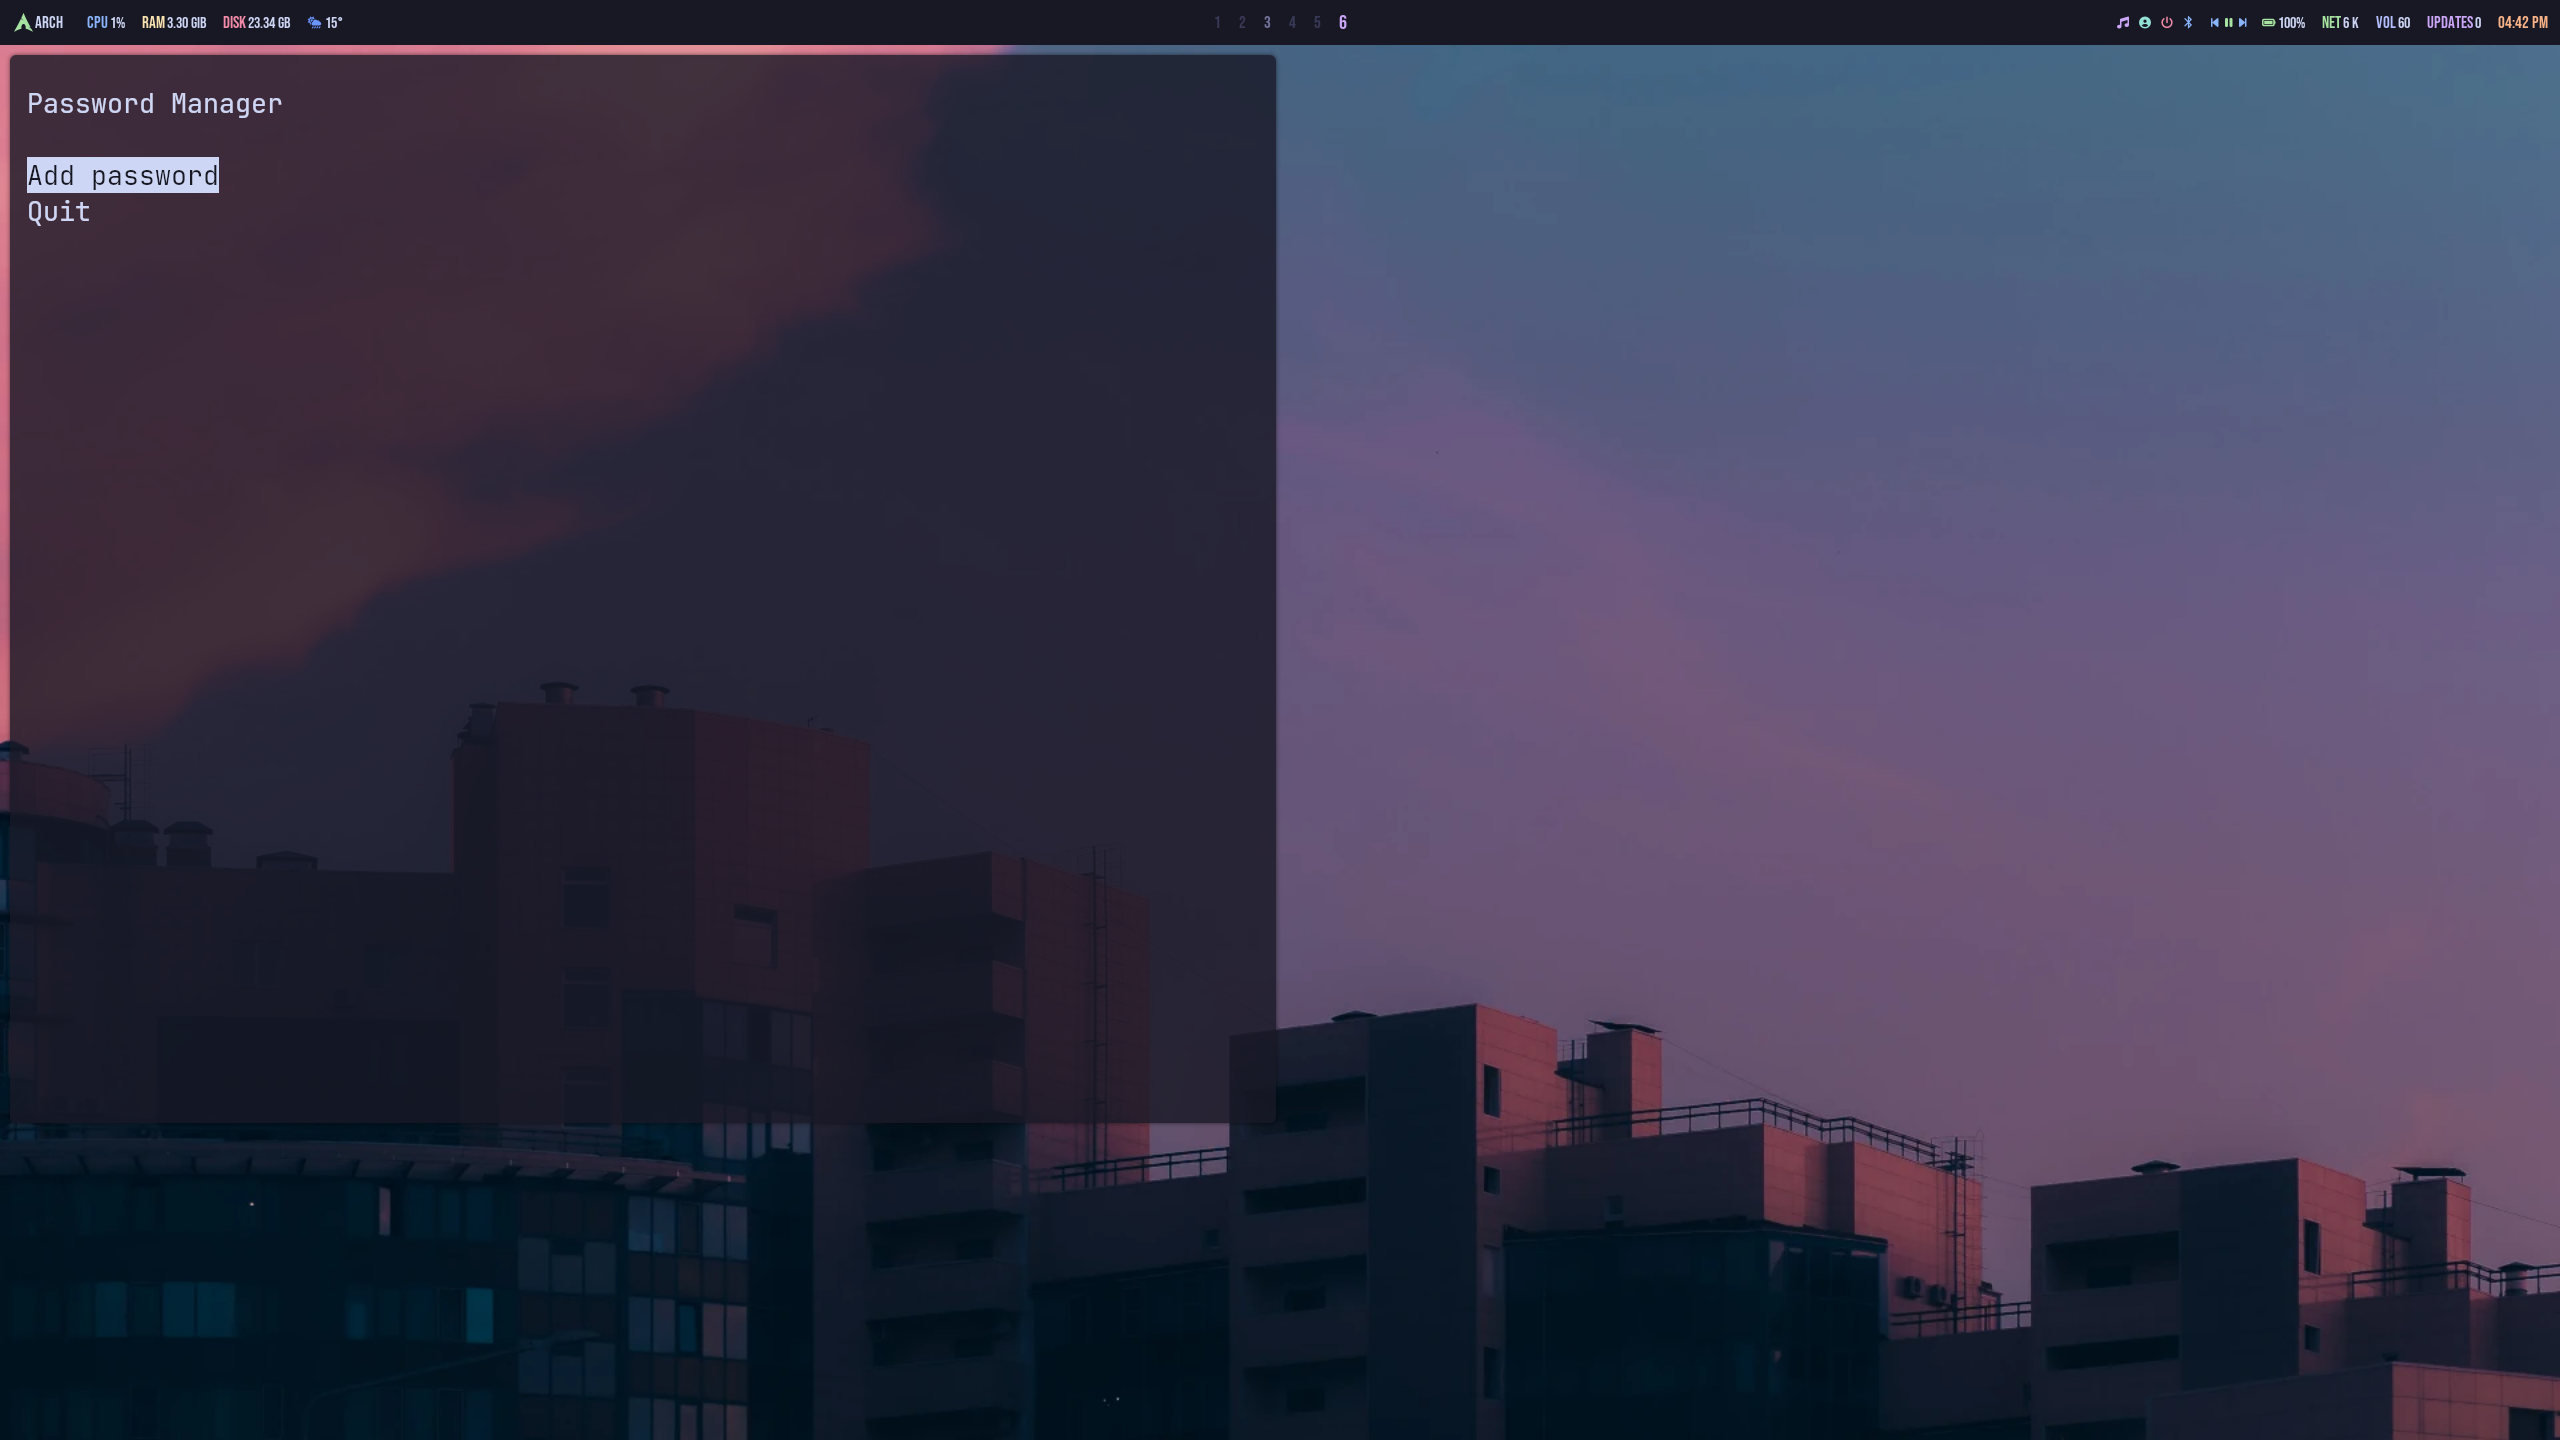 ARCH CPU 1% RAM 3.30 GIB DISK 23.34 GB 15° 1 2 3 4 5 6 100% NET 6 K VOL 60 UPDATES 0 04:42 PM
Password Manager
Add password
Quit